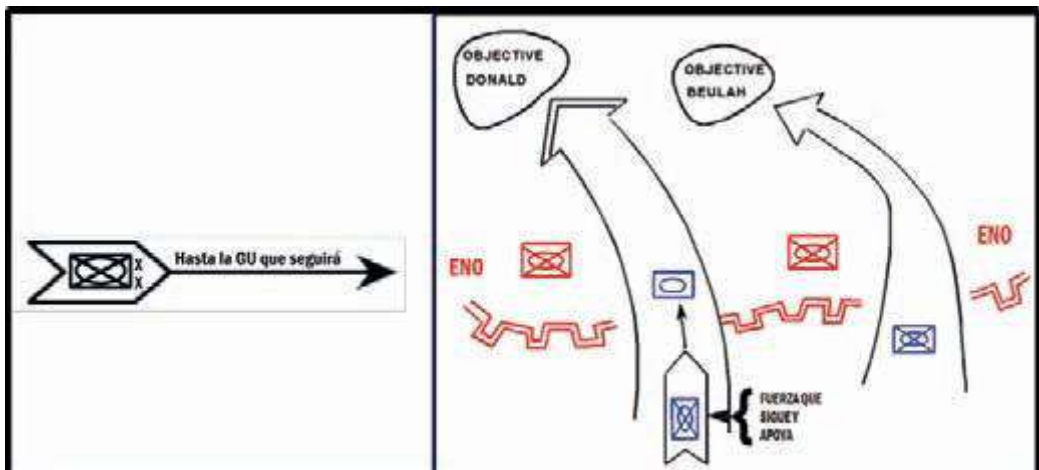 X
X
Hasta la GU que seguirá
OBJECTIVE
DONALD
OBJECTIVE
BEULAH
ENO
ENO
FUERZA QUE
SIGUE Y
APOYA